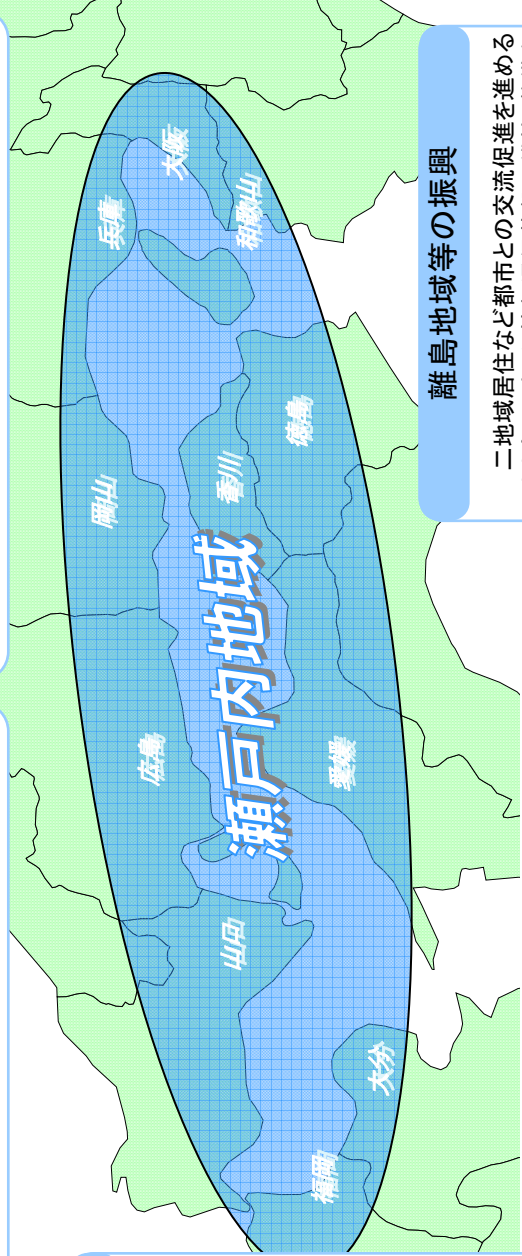 瀬戸内地域
福岡
大分
山口
広島
愛媛
岡山
香川
徳島
兵庫
大阪
和歌山
離島地域等の振興
二地域居住など都市との交流促進を進める